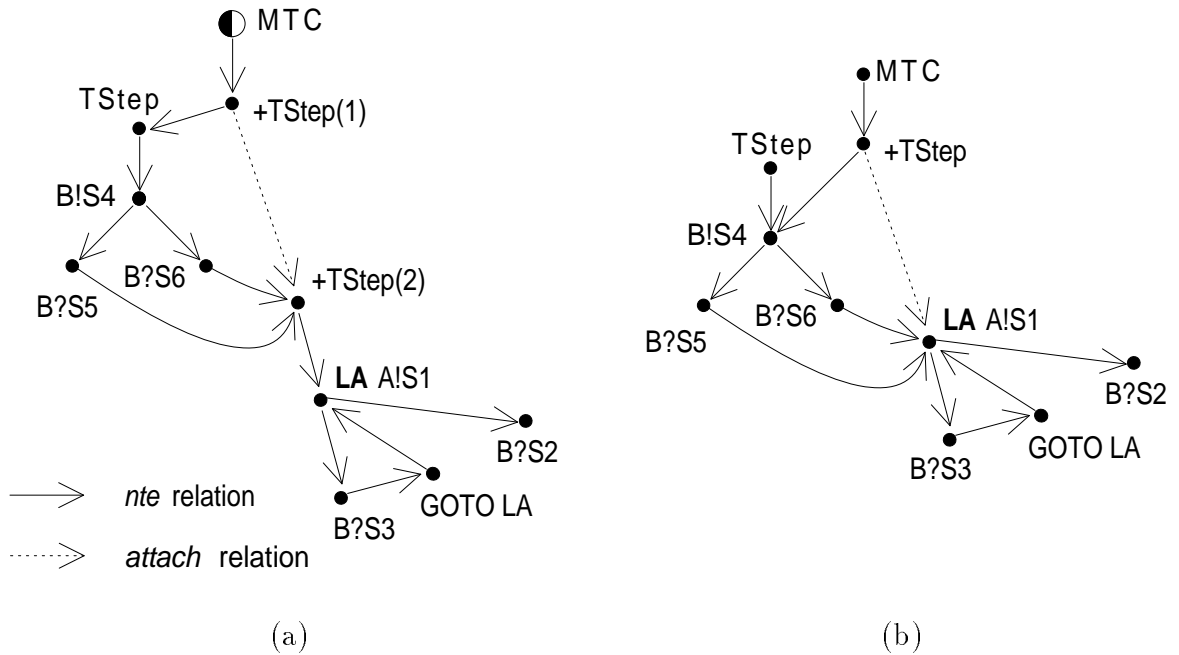 MTC
TStep
+TStep(1)
B!S4
B?S6
B?S5
+TStep(2)
LA A!S1
B?S2
B?S3
GOTO LA
nte relation
attach relation
(a)
MTC
TStep
+TStep
B!S4
B?S6
B?S5
LA A!S1
B?S2
B?S3
GOTO LA
(b)